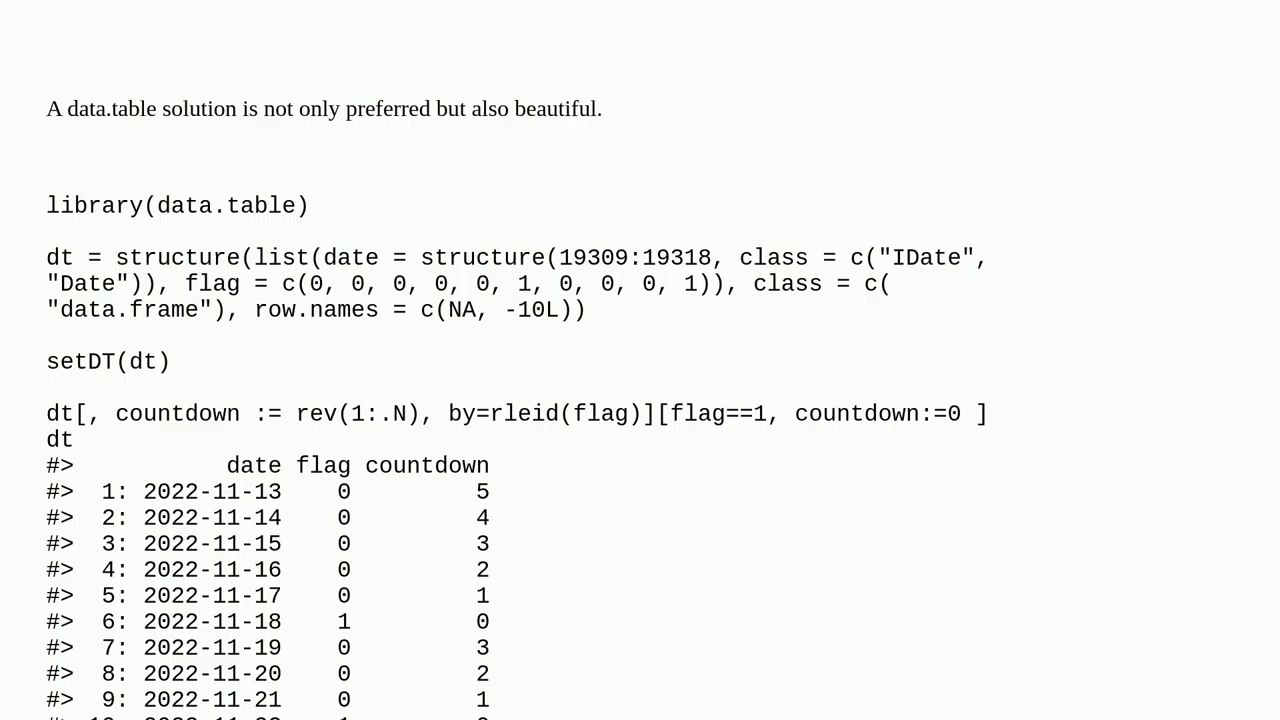 A data.table solution is not only preferred but also beautiful.
library(data.table)
dt = structure(list(date = structure(19309:19318, class = c("IDate",
"Date")), flag = c(0, 0, 0, 0, 0, 1, 0, 0, 0, 1)), class = c(
"data.frame"), row.names = c(NA, -10L))
setDT(dt)
dt[, countdown := rev(1:.N), by=rleid(flag)][flag==1, countdown:=0 ]
dt
#>           date flag countdown
#>  1: 2022-11-13    0         5
#>  2: 2022-11-14    0         4
#>  3: 2022-11-15    0         3
#>  4: 2022-11-16    0         2
#>  5: 2022-11-17    0         1
#>  6: 2022-11-18    1         0
#>  7: 2022-11-19    0         3
#>  8: 2022-11-20    0         2
#>  9: 2022-11-21    0         1